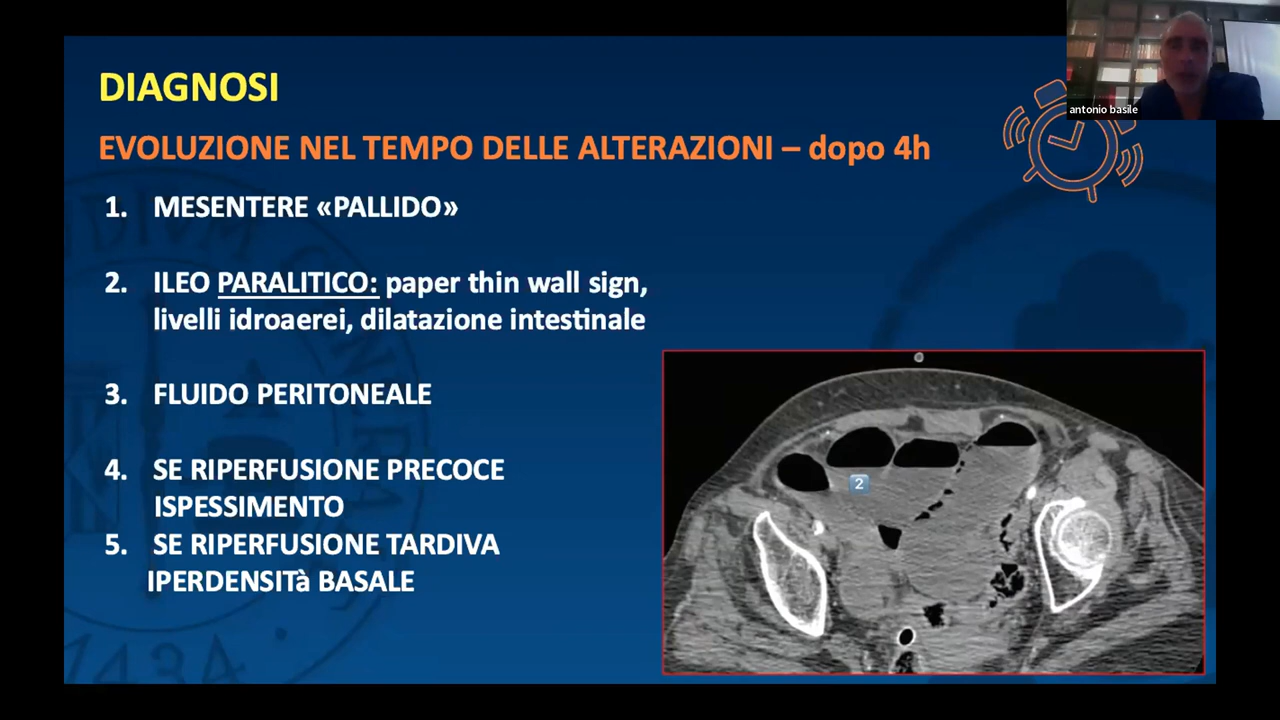 antonio basile
DIAGNOSI
EVOLUZIONE NEL TEMPO DELLE ALTERAZIONI – dopo 4h
1. MESENTERE «PALLIDO»
2. ILEO PARALITICO: paper thin wall sign,
livelli idroaerei, dilatazione intestinale
3. FLUIDO PERITONEALE
4. SE RIPERFUSIONE PRECOCE
ISPESSIMENTO
5. SE RIPERFUSIONE TARDIVA
IPERDENSITà BASALE
2
1434